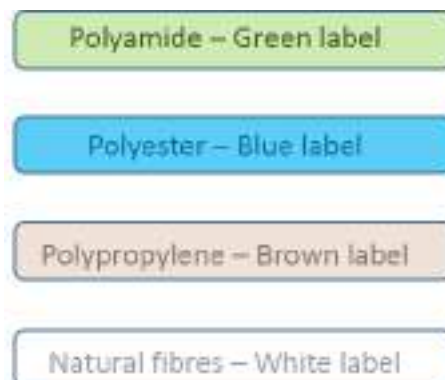 Polyamide – Green label
Polyester – Blue label
Polypropylene – Brown label
Natural fibres – White label